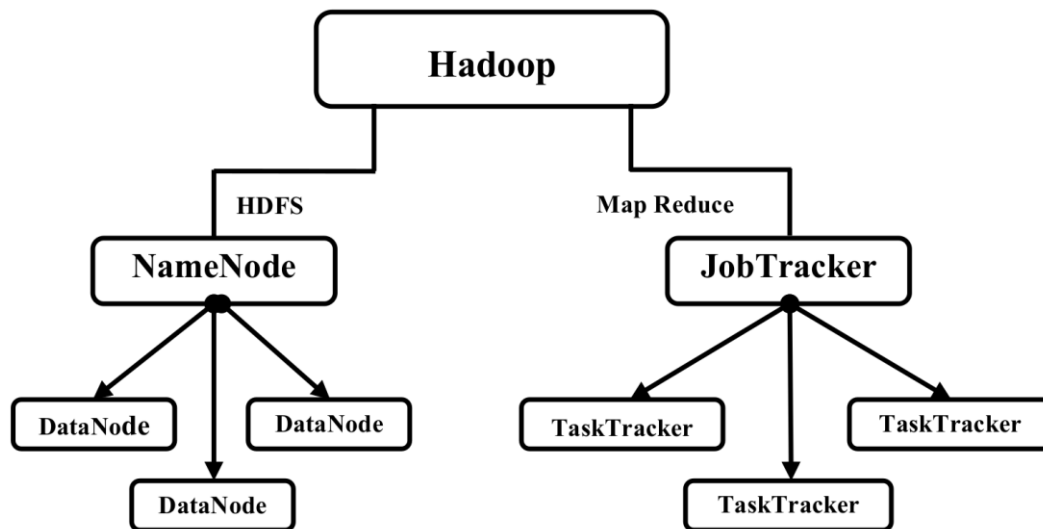 Hadoop
HDFS
Map Reduce
NameNode
JobTracker
DataNode
DataNode
TaskTracker
TaskTracker
DataNode
TaskTracker